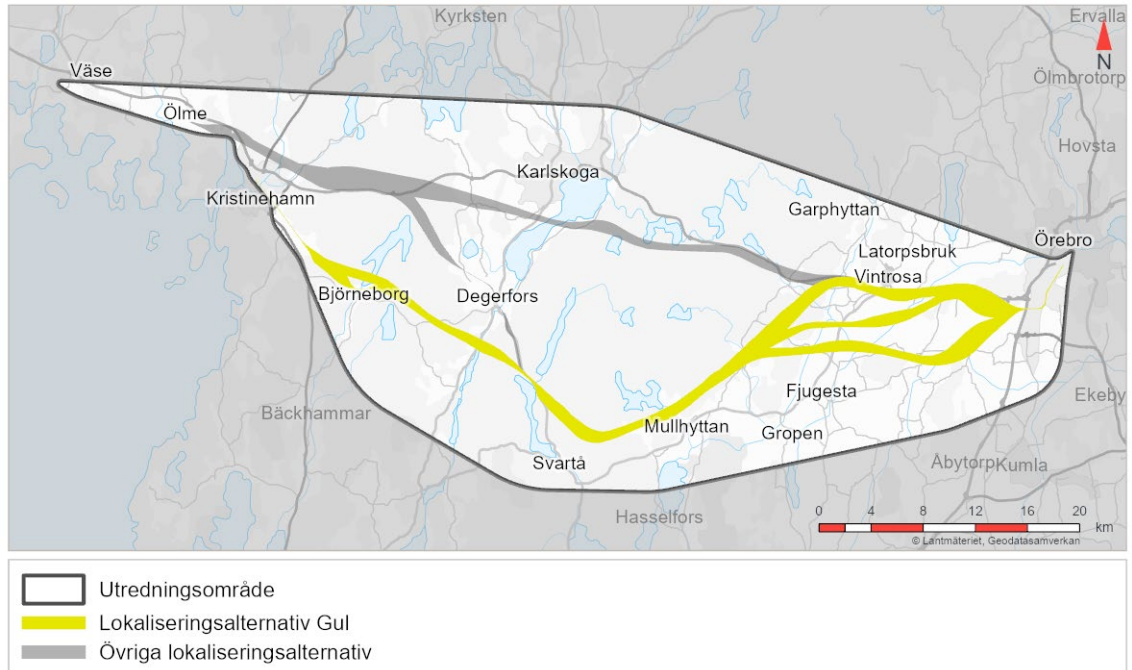 Kyrksten
Ervalla
N
Väse
Ölmbrotorp
Ölme
Hovsta
Karlskoga
Kristinehamn
Garphyttan
Örebro
Latorpsbruk
Vintrosa
Björneborg
Degerfors
Fjugesta
Ekeby
Bäckhammar
Mullhyttan
Gropen
Svartå
Åbytorp
Kumla
Hasselfors
0 4 8 12 16 20
km
© Lantmäteriet, Geodatasamverkan
Utredningsområde
Lokaliseringsalternativ Gul
Övriga lokaliseringsalternativ